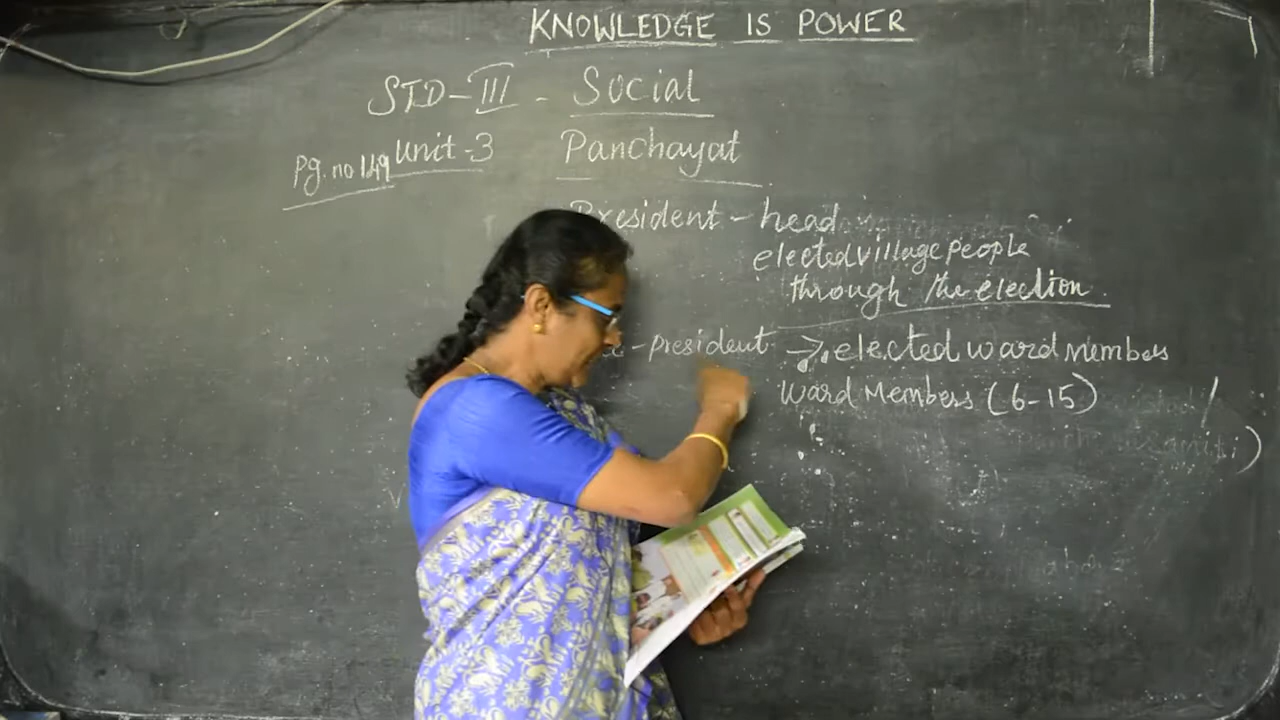 KNOWLEDGE IS POWER
STD-III - Social
Pg. no 149 Unit-3 Panchayat
President - head
elected village people
through the election
- president → elected ward members
Ward Members (6-15)